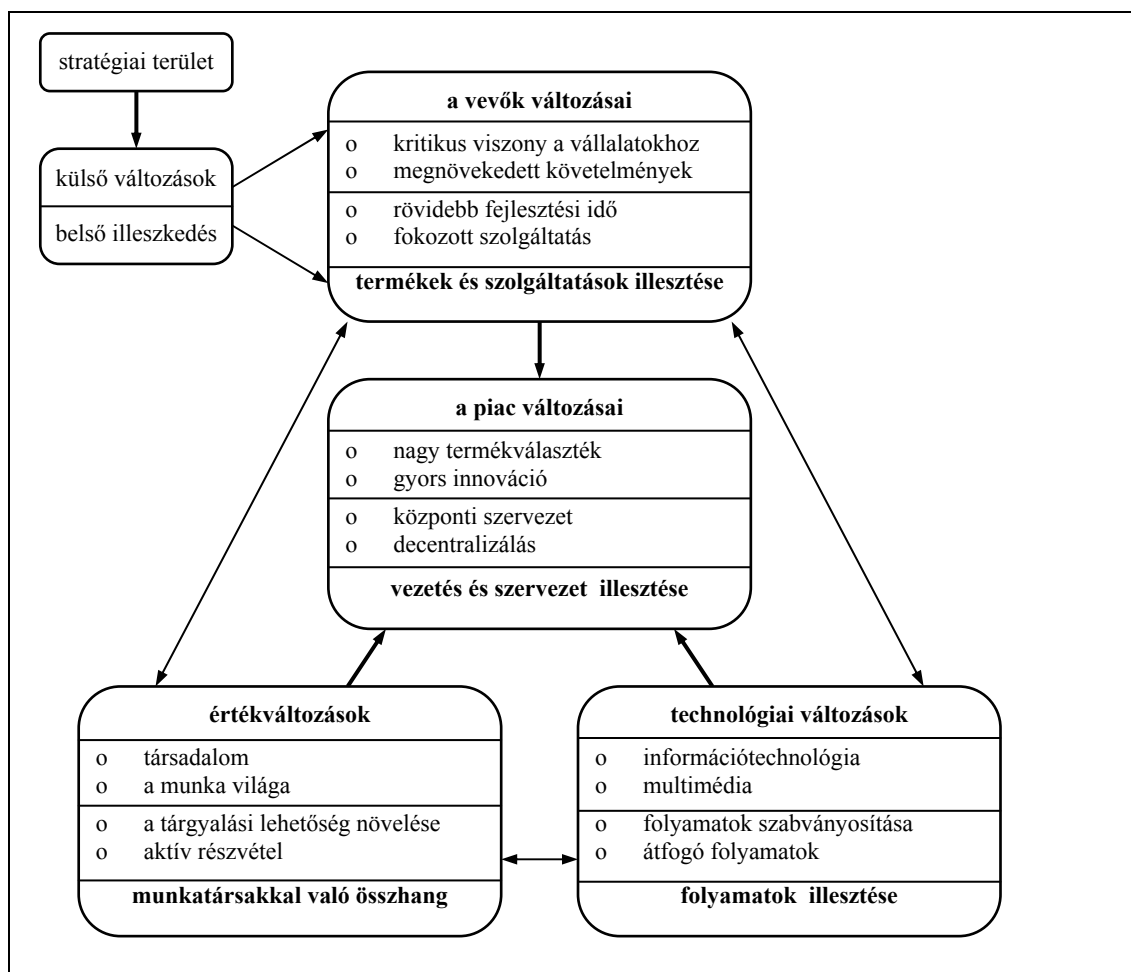 stratégiai terület
külső változások
belső illeszkedés
a vevők változásai
o kritikus viszony a vállalatokhoz
o megnövekedett követelmények
o rövidebb fejlesztési idő
o fokozott szolgáltatás
termékek és szolgáltatások illesztése
a piac változásai
o nagy termékválaszték
o gyors innováció
o központi szervezet
o decentralizálás
vezetés és szervezet illesztése
értékváltozások
o társadalom
o a munka világa
o a tárgyalási lehetőség növelése
o aktív részvétel
munkatársakkal való összhang
technológiai változások
o információtechnológia
o multimédia
o folyamatok szabványosítása
o átfogó folyamatok
folyamatok illesztése